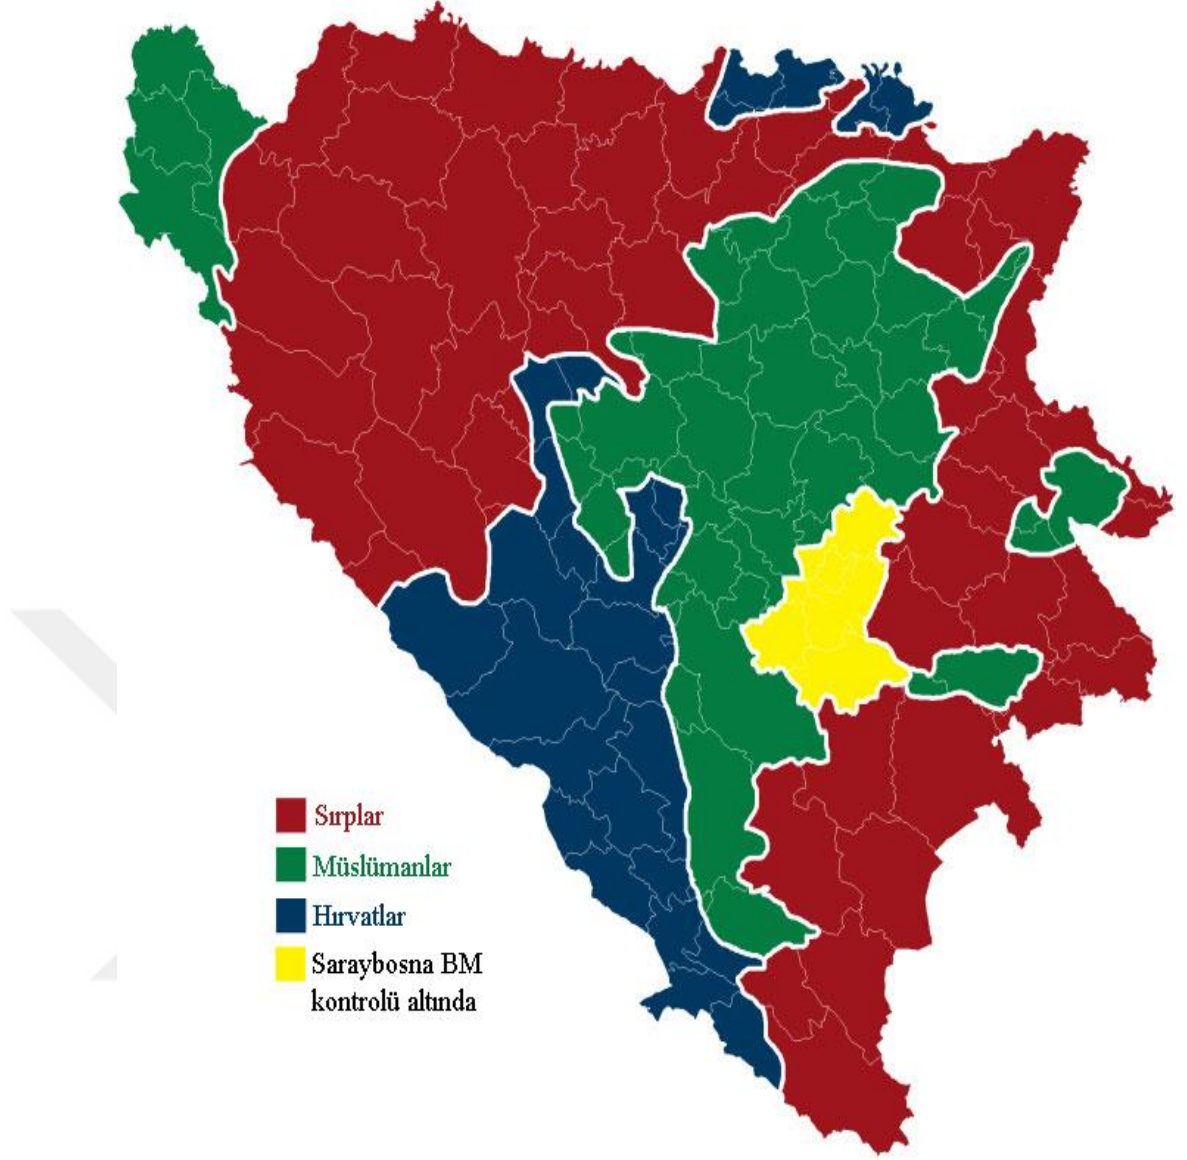 Sırplar
Müslümanlar
Hırvatlar
Saraybosna BM
kontrolü altında